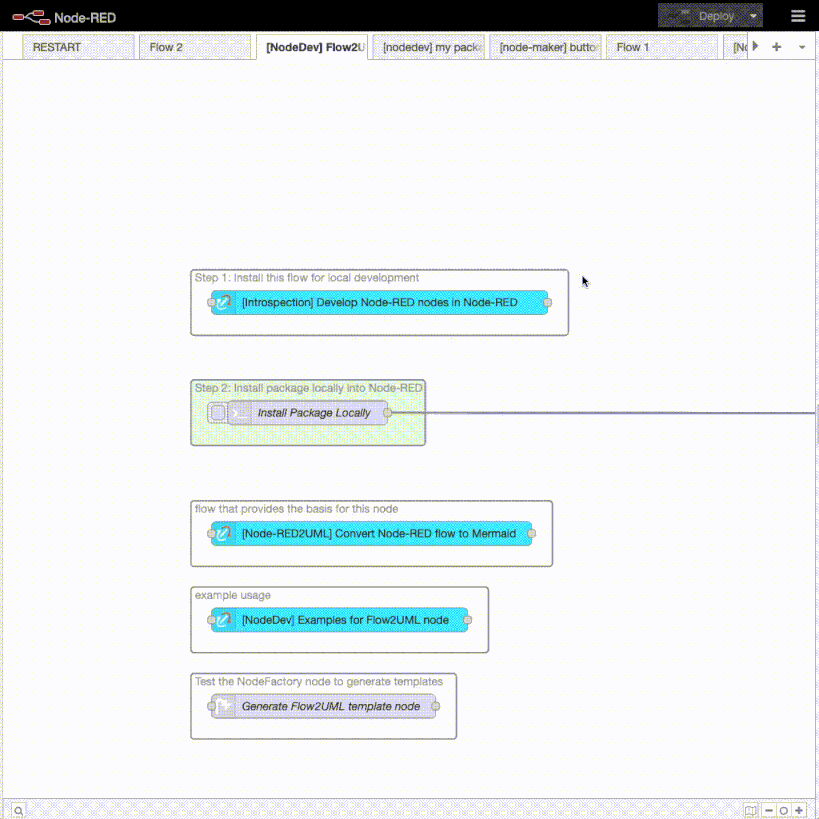 Node-RED
Deploy
RESTART
Flow 2
[NodeDev] Flow2U
[nodedev] my pack
[node-maker] butto
Flow 1
[No
Step 1: Install this flow for local development
[Introspection] Develop Node-RED nodes in Node-RED
Step 2: Install package locally into Node-RED
Install Package Locally
flow that provides the basis for this node
[Node-RED2UML] Convert Node-RED flow to Mermaid
example usage
[NodeDev] Examples for Flow2UML node
Test the NodeFactory node to generate templates
Generate Flow2UML template node